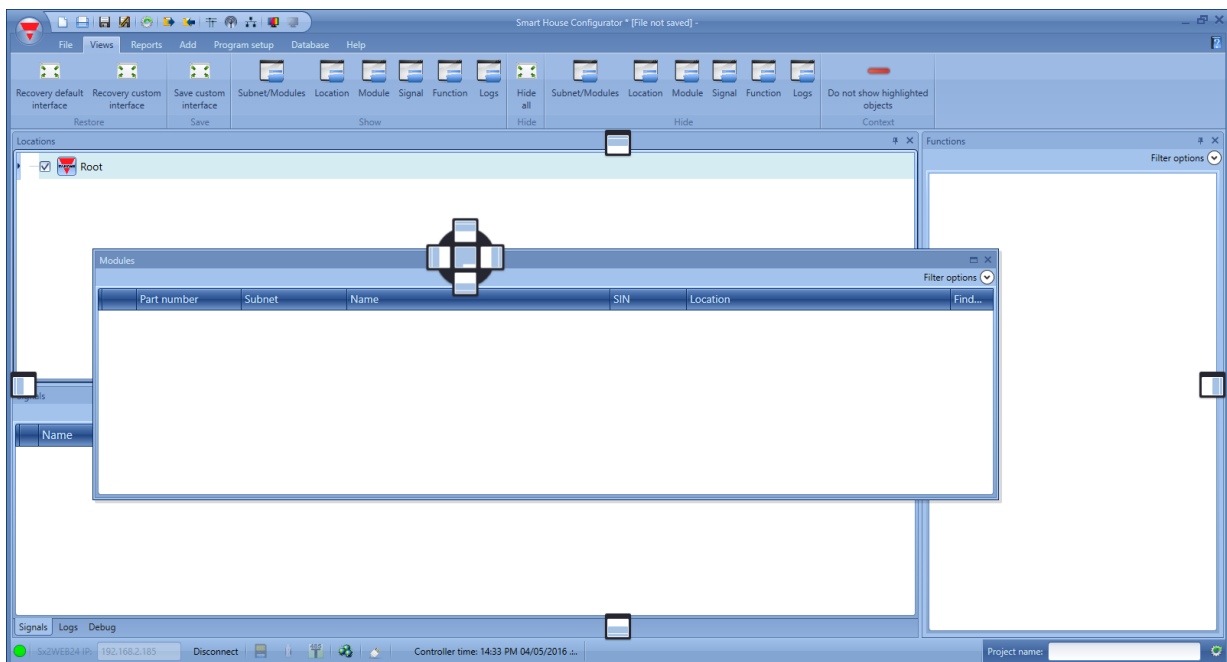 Smart House Configurator * [File not saved] -
File Views Reports Add Program setup Database Help
Recovery default interface Recovery custom interface Save custom interface Subnet/Modules Location Module Signal Function Logs Hide all Subnet/Modules Location Module Signal Function Logs Do not show highlighted objects
Restore Save Show Hide Hide Context
Locations Functions
Filter options
Root
Modules
Filter options
Part number Subnet Name SIN Location Find...
Signals
Name
Signals Logs Debug
Sx2WEB24 IP: 192.168.2.185 Disconnect Controller time: 14:33 PM 04/05/2016 .:. Project name: